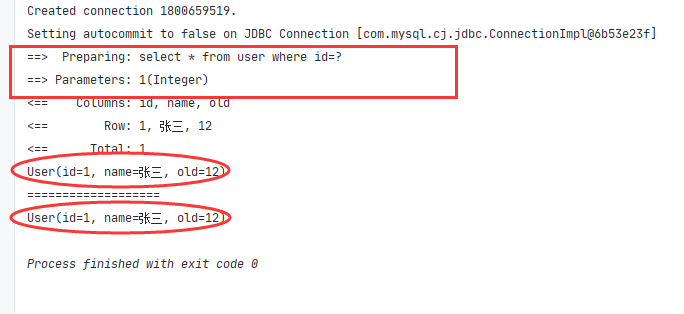 Created connection 1800659519.
Setting autocommit to false on JDBC Connection [com.mysql.cj.jdbc.ConnectionImpl@6b53e23f]
==>  Preparing: select * from user where id=?
==> Parameters: 1(Integer)
<==    Columns: id, name, old
<==        Row: 1, 张三, 12
<==      Total: 1
User(id=1, name=张三, old=12)
===================
User(id=1, name=张三, old=12)
Process finished with exit code 0